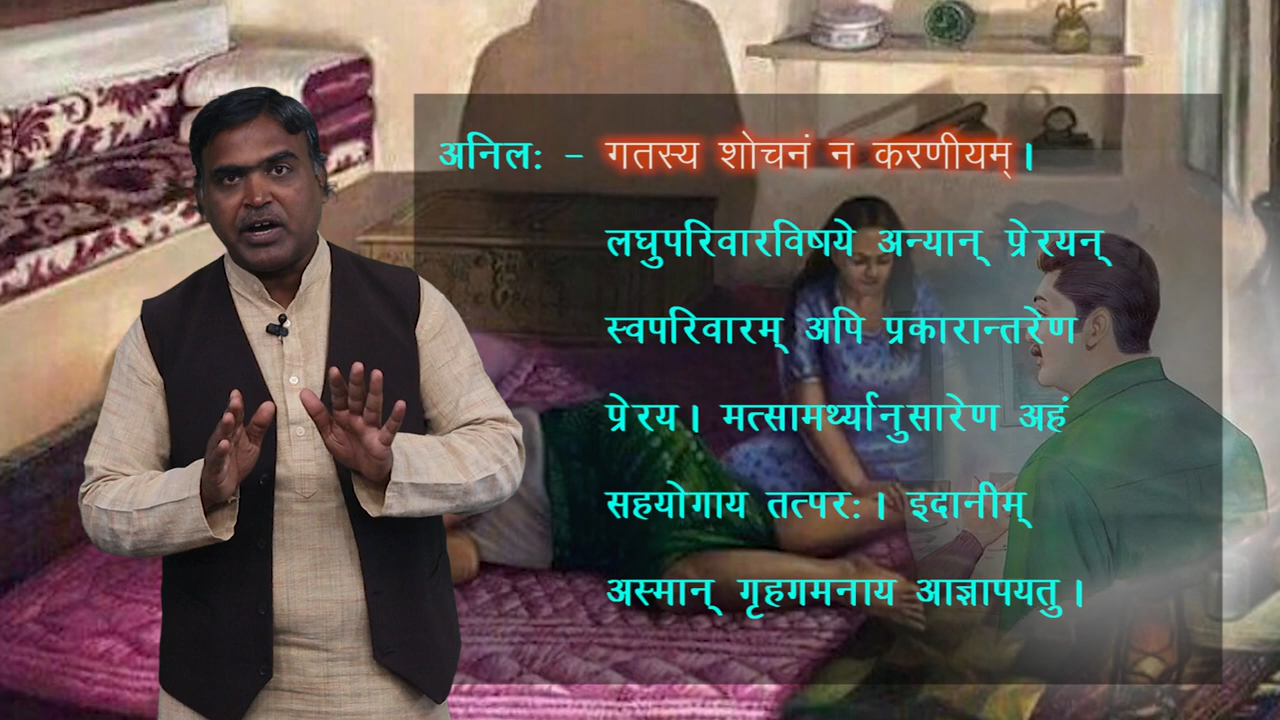 अनिलः - गतस्य शोचनं न करणीयम्।
लघुपरिवारविषये अन्यान् प्रेरयन्
स्वपरिवारम् अपि प्रकारान्तरेण
प्रेरय। मत्सामर्थ्यानुसारेण अहं
सहयोगाय तत्परः। इदानीम्
अस्मान् गृहगमनाय आज्ञापयतु।